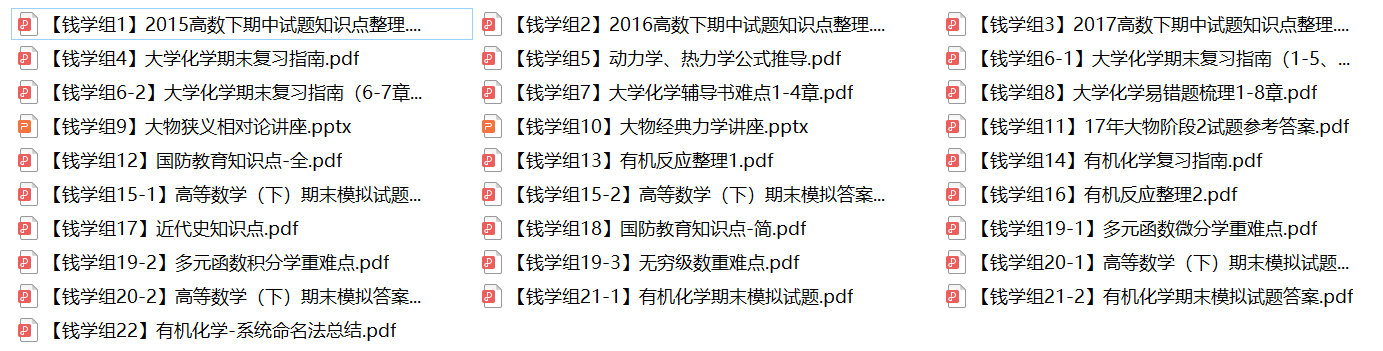 【钱学组1】2015高数下期中试题知识点整理....
【钱学组2】2016高数下期中试题知识点整理....
【钱学组3】2017高数下期中试题知识点整理....
【钱学组4】大学化学期末复习指南.pdf
【钱学组5】动力学、热力学公式推导.pdf
【钱学组6-1】大学化学期末复习指南（1-5、...
【钱学组6-2】大学化学期末复习指南（6-7章...
【钱学组7】大学化学辅导书难点1-4章.pdf
【钱学组8】大学化学易错题梳理1-8章.pdf
【钱学组9】大物狭义相对论讲座.pptx
【钱学组10】大物经典力学讲座.pptx
【钱学组11】17年大物阶段2试题参考答案.pdf
【钱学组12】国防教育知识点-全.pdf
【钱学组13】有机反应整理1.pdf
【钱学组14】有机化学复习指南.pdf
【钱学组15-1】高等数学（下）期末模拟试题...
【钱学组15-2】高等数学（下）期末模拟答案...
【钱学组16】有机反应整理2.pdf
【钱学组17】近代史知识点.pdf
【钱学组18】国防教育知识点-简.pdf
【钱学组19-1】多元函数微分学重难点.pdf
【钱学组19-2】多元函数积分学重难点.pdf
【钱学组19-3】无穷级数重难点.pdf
【钱学组20-1】高等数学（下）期末模拟试题...
【钱学组20-2】高等数学（下）期末模拟答案...
【钱学组21-1】有机化学期末模拟试题.pdf
【钱学组21-2】有机化学期末模拟试题答案.pdf
【钱学组22】有机化学-系统命名法总结.pdf